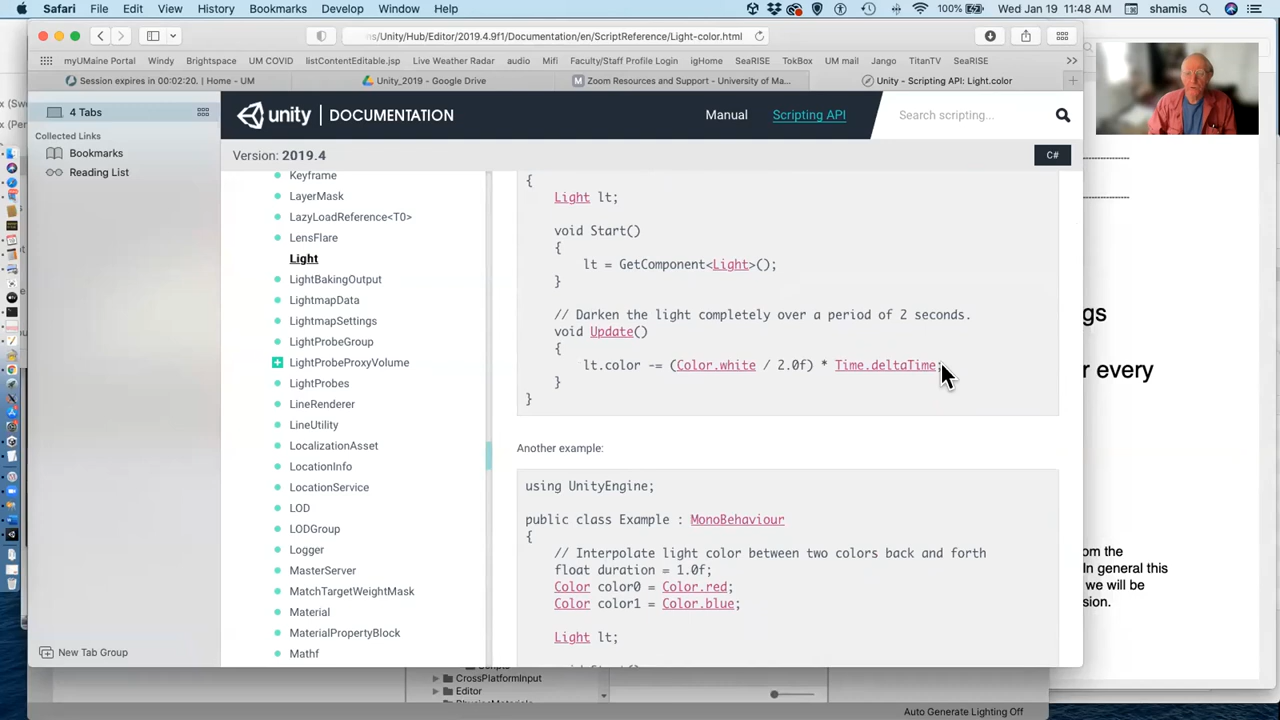 Safari File Edit View History Bookmarks Develop Window Help 100% Wed Jan 19 11:48 AM shamis
s/Unity/Hub/Editor/2019.4.9f1/Documentation/en/ScriptReference/Light-color.html
myUMaine Portal Windy Brightspace UM COVID listContentEditable Live Weater Radar audio Mifi Faculty/Staff Profile Login igHome SeaRISE TokBox UM mail Jango TitanTV SeaRISE >>
Session expires in 00:02:20. | Home - UM
Unity_2019 - Google Drive
Zoom Resources and Support - University of Ma...
Unity - Scripting API: Light.color
4 Tabs
Collected Links
Bookmarks
Reading List
New Tab Group
unity | DOCUMENTATION
Manual
Scripting API
Search scripting...
Version: 2019.4
C#
Keyframe
LayerMask
LazyLoadReference<T0>
LensFlare
Light
LightBakingOutput
LightmapData
LightmapSettings
LightProbeGroup
LightProbeProxyVolume
LightProbes
LineRenderer
LineUtility
LocalizationAsset
LocationInfo
LocationService
LOD
LODGroup
Logger
MasterServer
MatchTargetWeightMask
Material
MaterialPropertyBlock
Mathf
{
Light lt;
void Start()
{
lt = GetComponent<Light>();
}
// Darken the light completely over a period of 2 seconds.
void Update()
{
lt.color -= (Color.white / 2.0f) * Time.deltaTime;
}
}
Another example:
using UnityEngine;
public class Example : MonoBehaviour
{
// Interpolate light color between two colors back and forth
float duration = 1.0f;
Color color0 = Color.red;
Color color1 = Color.blue;
Light lt;
gs
r every
om the
In general this
we will be
sion.
CrossPlatformInput
Editor
Auto Generate Lighting Off